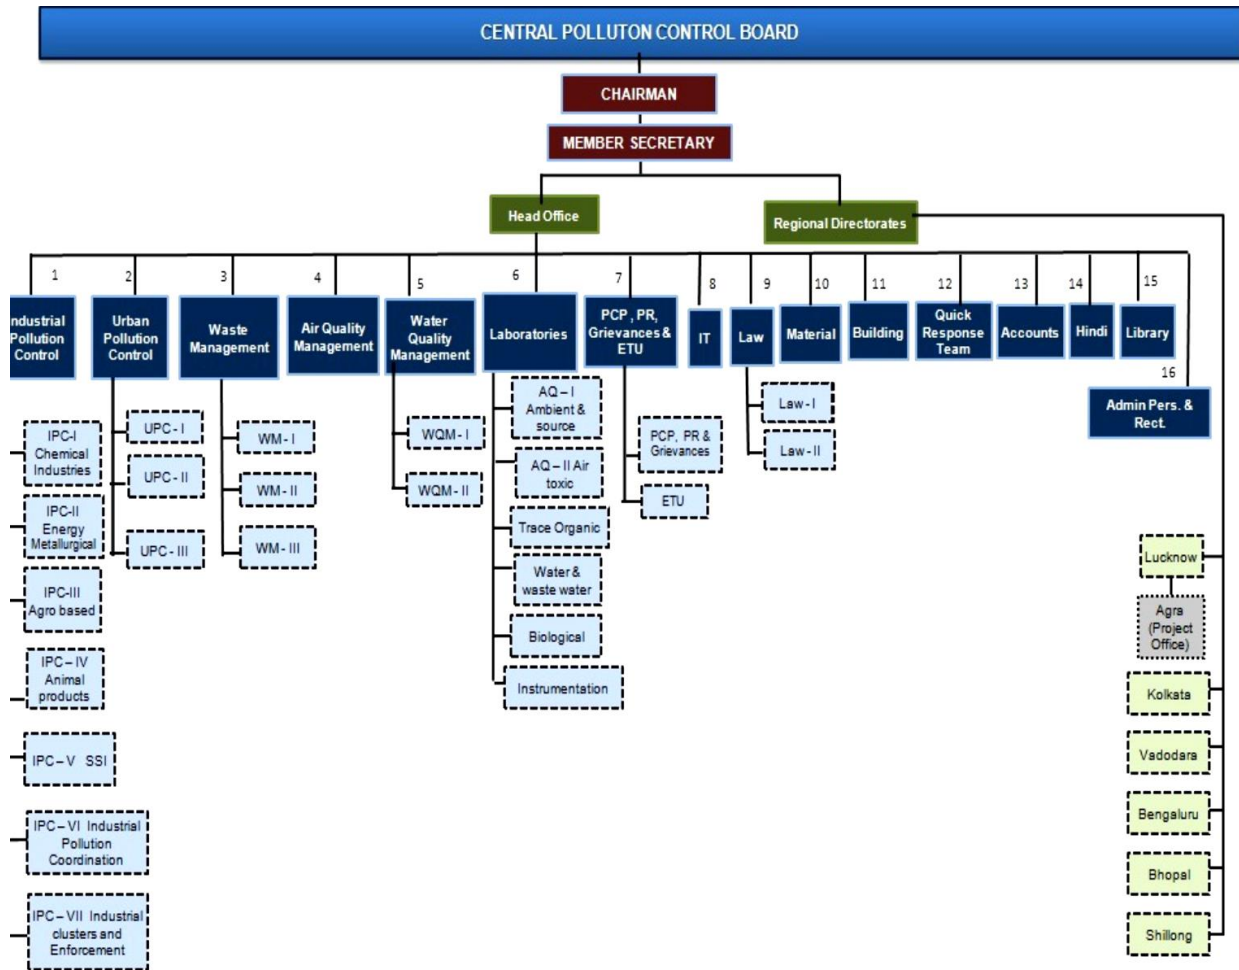 CENTRAL POLLUTON CONTROL BOARD
CHAIRMAN
MEMBER SECRETARY
Head Office
Regional Directorates
1
2
3
4
5
6
7
8
9
10
11
12
13
14
15
ndustrial
Pollution
Control
Urban
Pollution
Control
Waste
Management
Air Quality
Management
Water
Quality
Management
Laboratories
PCP , PR,
Grievances &
ETU
IT
Law
Material
Building
Quick
Response
Team
Accounts
Hindi
Library
16
Admin Pers. &
Rect.
IPC-I
Chemical
Industries
IPC-II
Energy
Metallurgical
IPC-III
Agro based
IPC – IV
Animal
products
IPC – V SSI
IPC – VI Industrial
Pollution
Coordination
IPC – VII Industrial
clusters and
Enforcement
UPC - I
UPC - II
UPC - III
WM - I
WM - II
WM - III
WQM - I
WQM - II
AQ – I
Ambient &
source
AQ – II Air
toxic
Trace Organic
Water &
waste water
Biological
Instrumentation
PCP, PR &
Grievances
ETU
Law - I
Law - II
Lucknow
Agra
(Project
Office)
Kolkata
Vadodara
Bengaluru
Bhopal
Shillong